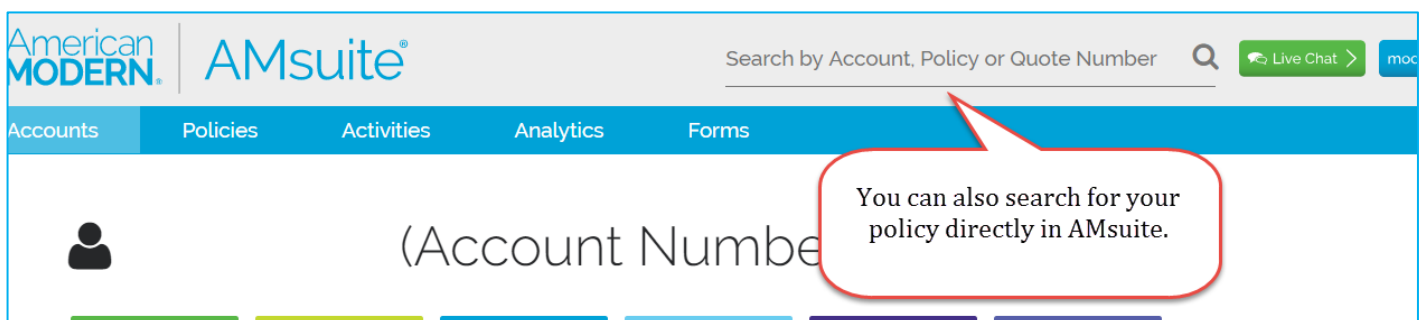 American
MODERN®
AMsuite®
Search by Account, Policy or Quote Number
Live Chat
Accounts
Policies
Activities
Analytics
Forms
You can also search for your
policy directly in AMsuite.
(Account Numbe